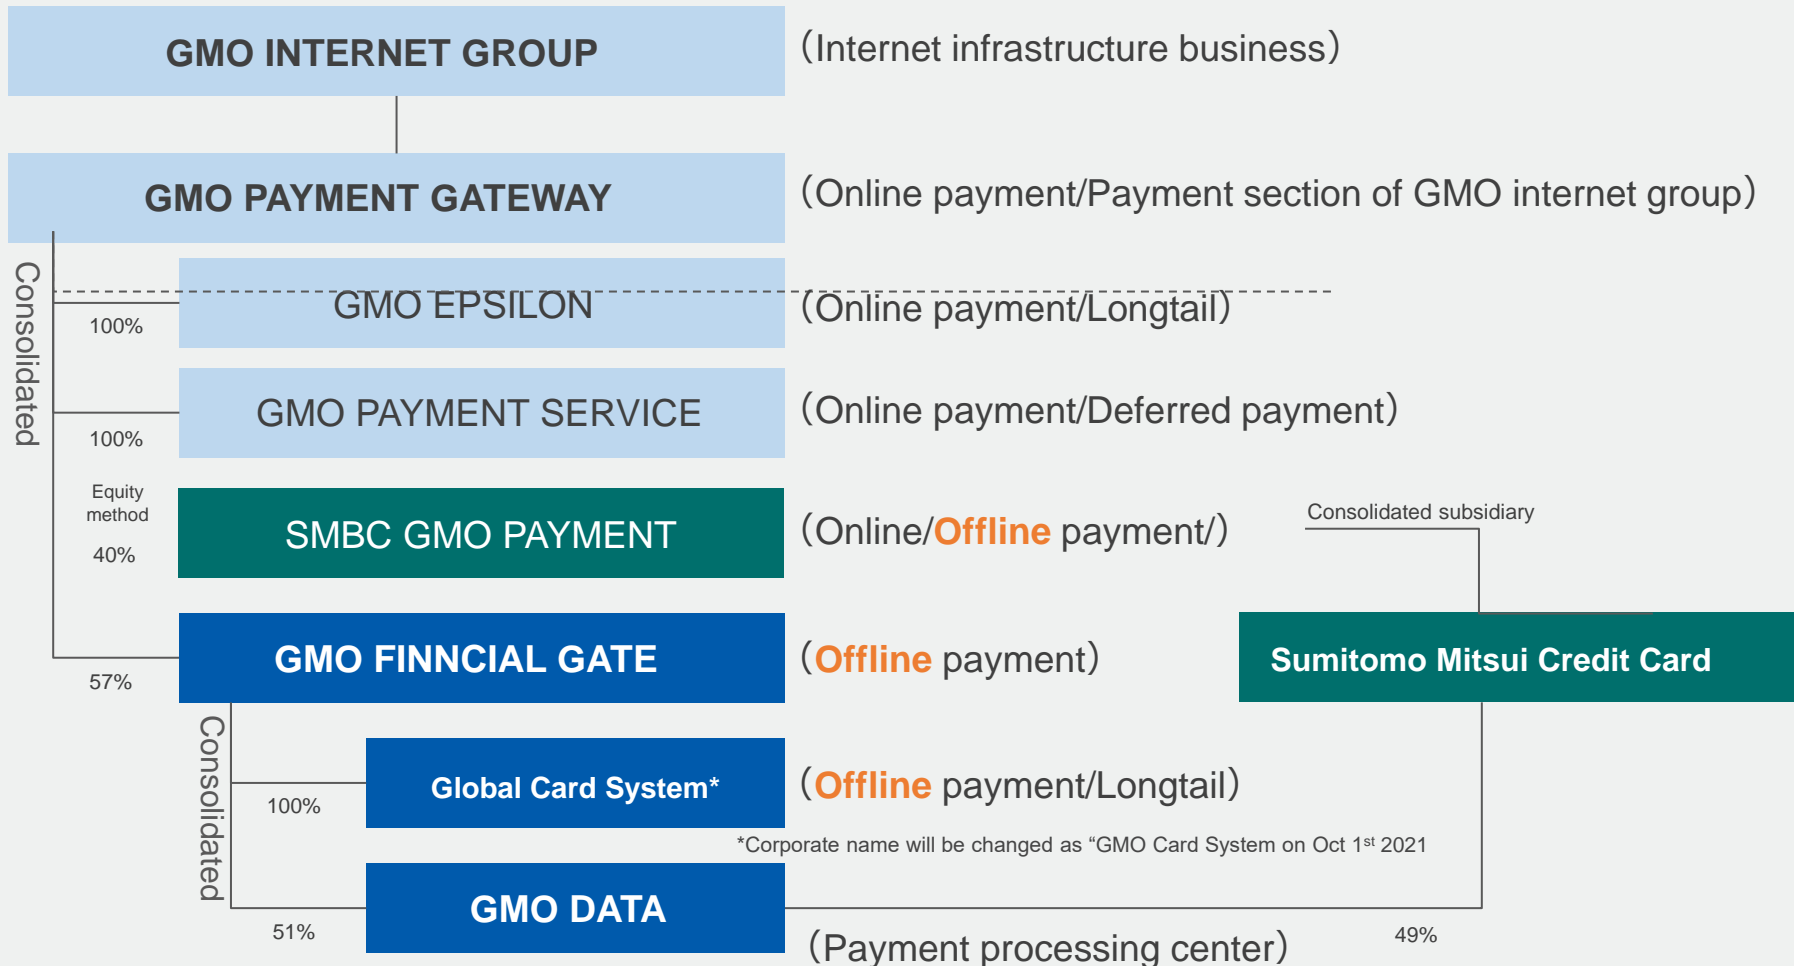 GMO INTERNET GROUP
（Internet infrastructure business）
GMO PAYMENT GATEWAY
（Online payment/Payment section of GMO internet group）
Consolidated
GMO EPSILON
（Online payment/Longtail）
100%
GMO PAYMENT SERVICE
（Online payment/Deferred payment）
100%
Equity
method
40%
SMBC GMO PAYMENT
（Online/Offline payment/）
Consolidated subsidiary
GMO FINNCIAL GATE
（Offline payment）
Sumitomo Mitsui Credit Card
57%
Consolidated
Global Card System*
（Offline payment/Longtail）
100%
*Corporate name will be changed as “GMO Card System on Oct 1st 2021
GMO DATA
51%
（Payment processing center）
49%